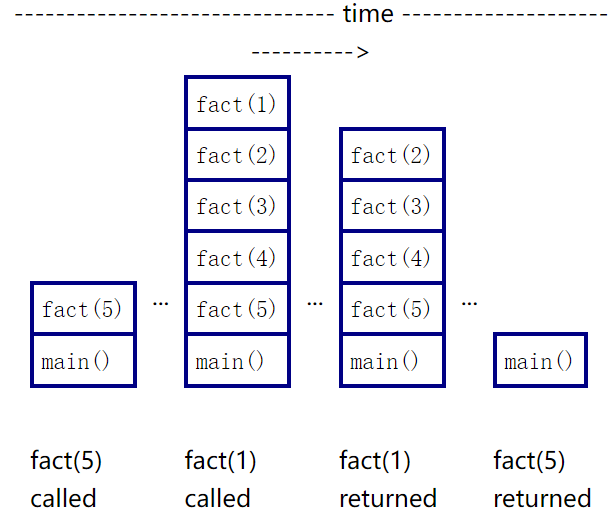 ------------------------------- time --------------------
---------->
fact(1)
fact(2) fact(2)
fact(3) fact(3)
fact(4) fact(4)
fact(5) ... fact(5) ... fact(5) ...
main() main() main() main()
fact(5) fact(1) fact(1) fact(5)
called called returned returned